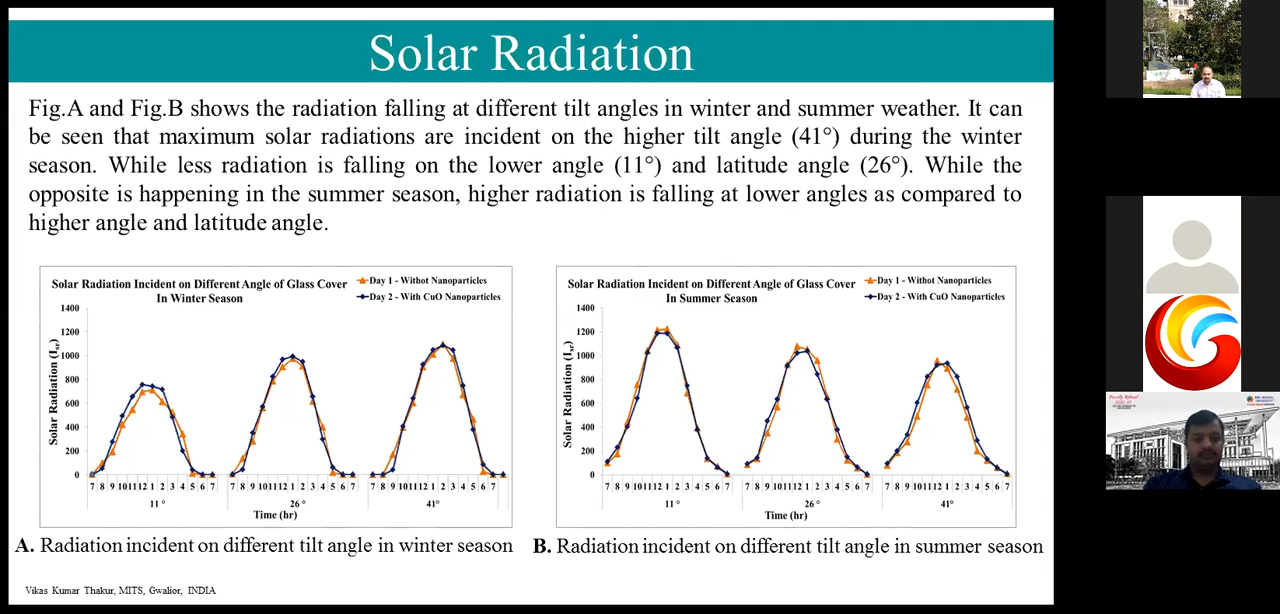 Solar Radiation
Fig.A and Fig.B shows the radiation falling at different tilt angles in winter and summer weather. It can
be seen that maximum solar radiations are incident on the higher tilt angle (41°) during the winter
season. While less radiation is falling on the lower angle (11°) and latitude angle (26°). While the
opposite is happening in the summer season, higher radiation is falling at lower angles as compared to
higher angle and latitude angle.
Solar Radiation Incident on Different Angle of Glass Cover
In Winter Season
Day 1 - Withot Nanoparticles
Day 2 - With CuO Nanoparticles
Solar Radiation (Isr)
1400
1200
1000
800
600
400
200
0
7 8 9 10 11 12 1 2 3 4 5 6 7 7 8 9 10 11 12 1 2 3 4 5 6 7 7 8 9 10 11 12 1 2 3 4 5 6 7
11° 26° 41°
Time (hr)
A. Radiation incident on different tilt angle in winter season
Solar Radiation Incident on Different Angle of Glass Cover
In Summer Season
Day 1 - Withot Nanoparticles
Day 2 - With CuO Nanoparticles
Solar Radiation (Isr)
1400
1200
1000
800
600
400
200
0
7 8 9 10 11 12 1 2 3 4 5 6 7 7 8 9 10 11 12 1 2 3 4 5 6 7 7 8 9 10 11 12 1 2 3 4 5 6 7
11° 26° 41°
Time (hr)
B. Radiation incident on different tilt angle in summer season
Vikas Kumar Thakur, MITS, Gwalior, INDIA